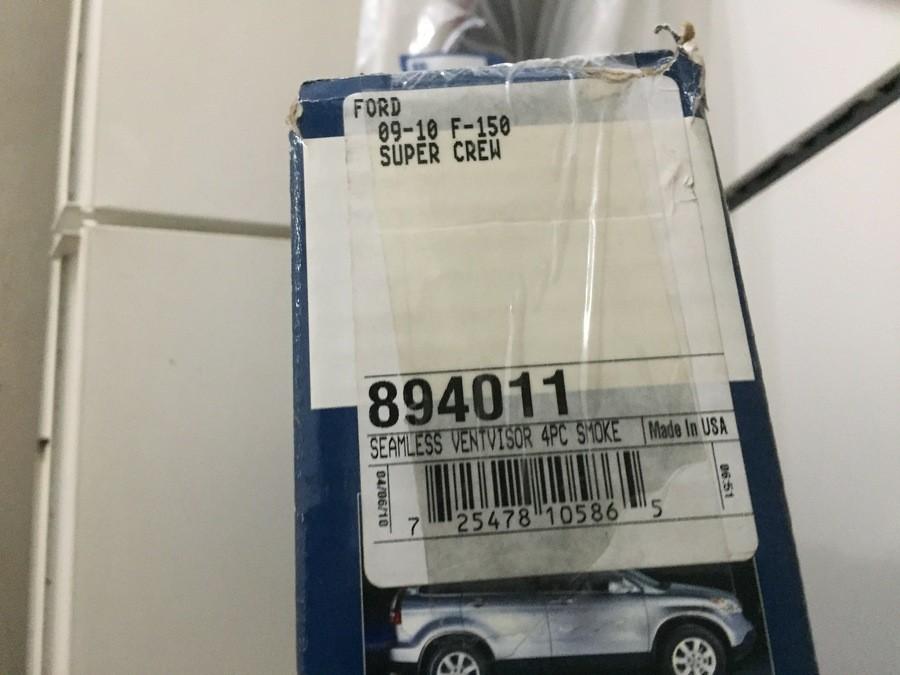 FORD
09-10 F-150
SUPER CREW
894011
SEAMLESS VENTVISOR 4PC SMOKE Made In USA
04/06/10
06:51
7 25478 10586 5